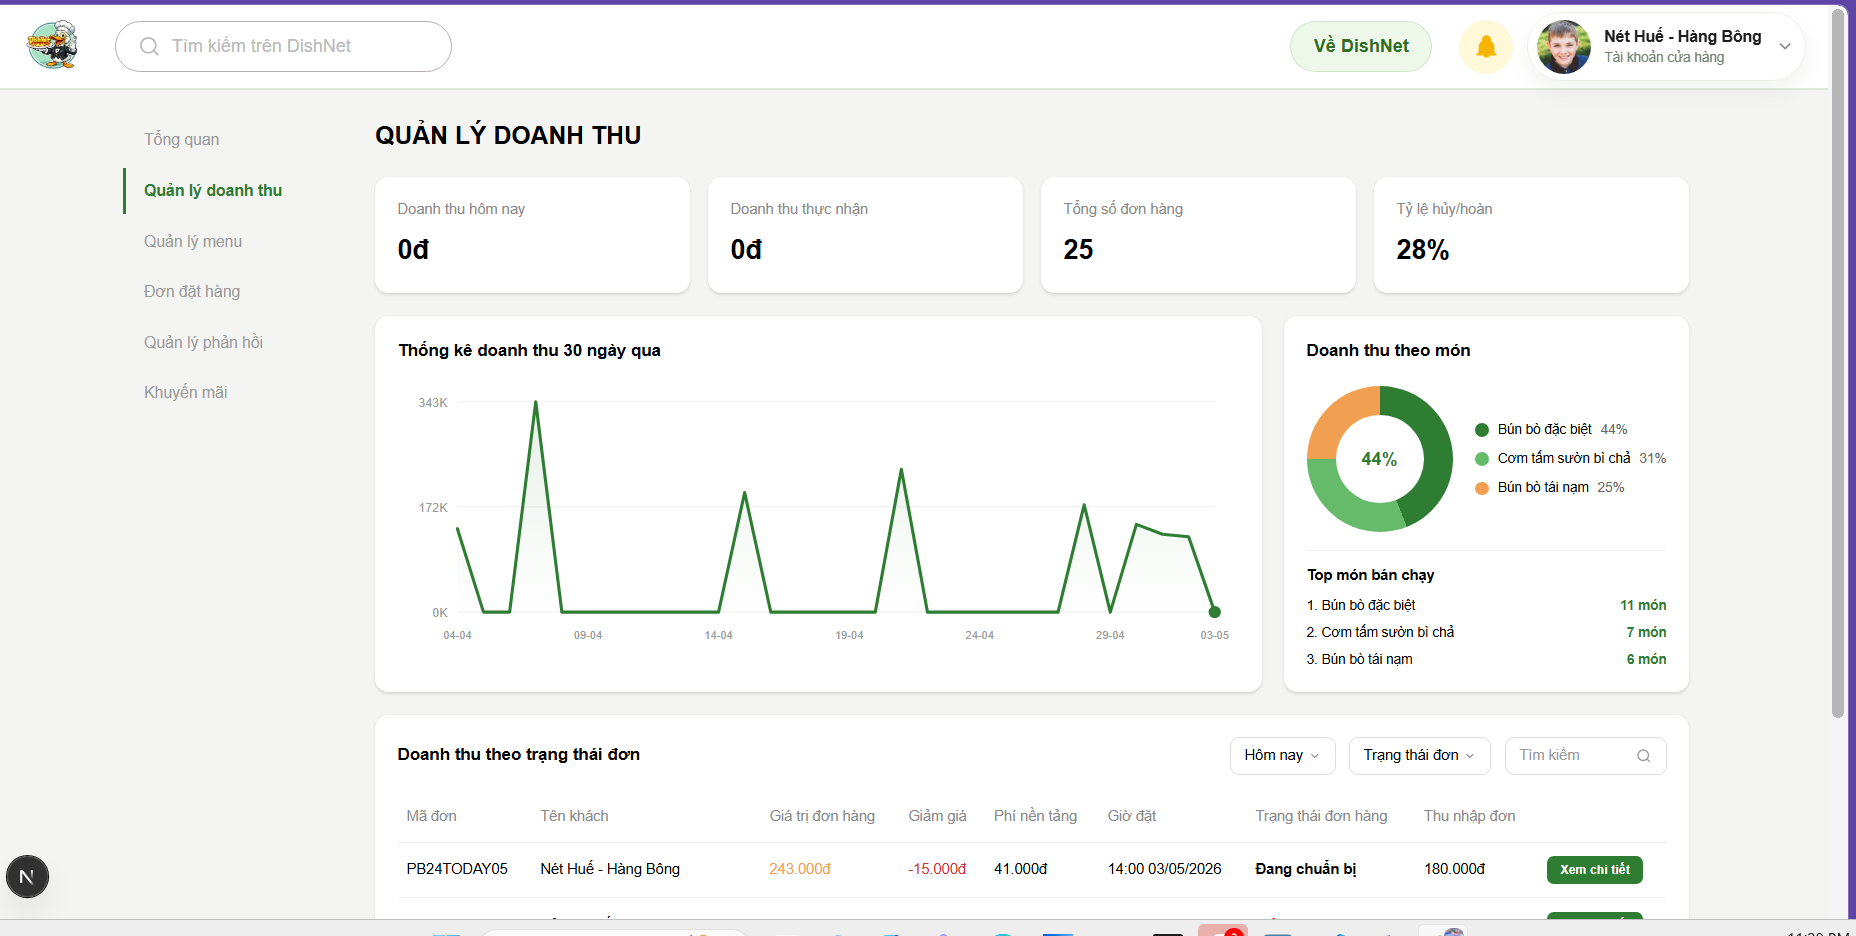 Tìm kiếm trên DishNet
Về DishNet
Nét Huế - Hàng Bông
Tài khoản cửa hàng
Tổng quan
Quản lý doanh thu
Quản lý menu
Đơn đặt hàng
Quản lý phản hồi
Khuyến mãi
QUẢN LÝ DOANH THU
Doanh thu hôm nay
0đ
Doanh thu thực nhận
0đ
Tổng số đơn hàng
25
Tỷ lệ hủy/hoàn
28%
Thống kê doanh thu 30 ngày qua
343K
172K
0K
04-04 09-04 14-04 19-04 24-04 29-04 03-05
Doanh thu theo món
44%
Bún bò đặc biệt 44%
Cơm tấm sườn bì chả 31%
Bún bò tái nạm 25%
Top món bán chạy
1. Bún bò đặc biệt 11 món
2. Cơm tấm sườn bì chả 7 món
3. Bún bò tái nạm 6 món
Doanh thu theo trạng thái đơn
Hôm nay
Trạng thái đơn
Tìm kiếm
Mã đơn Tên khách Giá trị đơn hàng Giảm giá Phí nền tảng Giờ đặt Trạng thái đơn hàng Thu nhập đơn
PB24TODAY05 Nét Huế - Hàng Bông 243.000đ -15.000đ 41.000đ 14:00 03/05/2026 Đang chuẩn bị 180.000đ Xem chi tiết
N